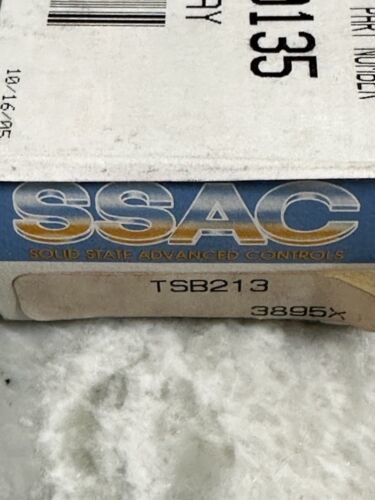 PART NUMBER
0135
AY
10/16/05
SSAC
SOLID STATE ADVANCED CONTROLS
TSB213
3895X